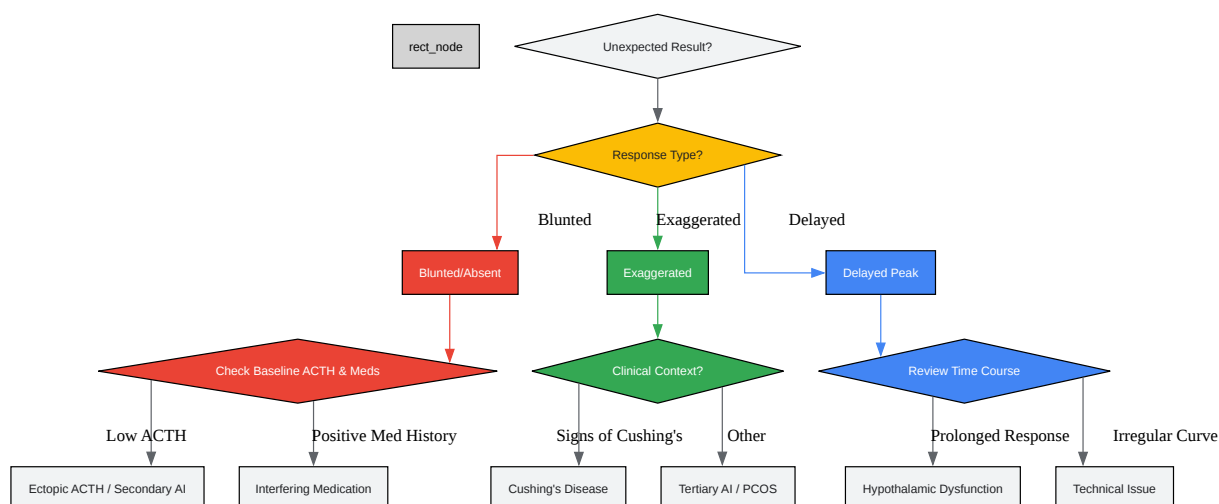 rect_node
Unexpected Result?
Response Type?
Blunted
Exaggerated
Delayed
Blunted/Absent
Exaggerated
Delayed Peak
Check Baseline ACTH & Meds
Clinical Context?
Review Time Course
Low ACTH
Positive Med History
Signs of Cushing's
Other
Prolonged Response
Irregular Curve
Ectopic ACTH / Secondary AI
Interfering Medication
Cushing's Disease
Tertiary AI / PCOS
Hypothalamic Dysfunction
Technical Issue